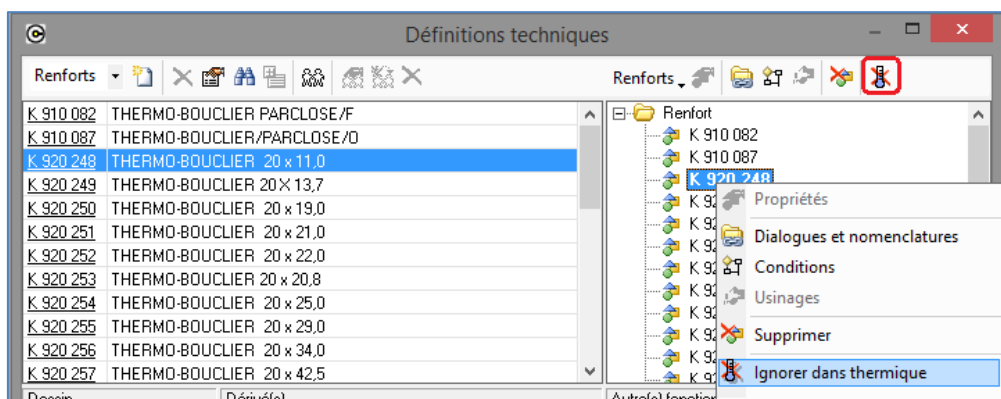 Définitions techniques
Renforts
Renforts
K 910 082 THERMO-BOUCLIER PARCLOSE/F
K 910 087 THERMO-BOUCLIER/PARCLOSE/O
K 920 248 THERMO-BOUCLIER 20 x 11,0
K 920 249 THERMO-BOUCLIER 20X 13,7
K 920 250 THERMO-BOUCLIER 20 x 19,0
K 920 251 THERMO-BOUCLIER 20 x 21,0
K 920 252 THERMO-BOUCLIER 20 x 22,0
K 920 253 THERMO-BOUCLIER 20 x 20,8
K 920 254 THERMO-BOUCLIER 20 x 25,0
K 920 255 THERMO-BOUCLIER 20 x 29,0
K 920 256 THERMO-BOUCLIER 20 x 34,0
K 920 257 THERMO-BOUCLIER 20 x 42,5
Renfort
K 910 082
K 910 087
K 920 248
Propriétés
Dialogues et nomenclatures
Conditions
Usinages
Supprimer
Ignorer dans thermique
Dessin
Dérivé(s)